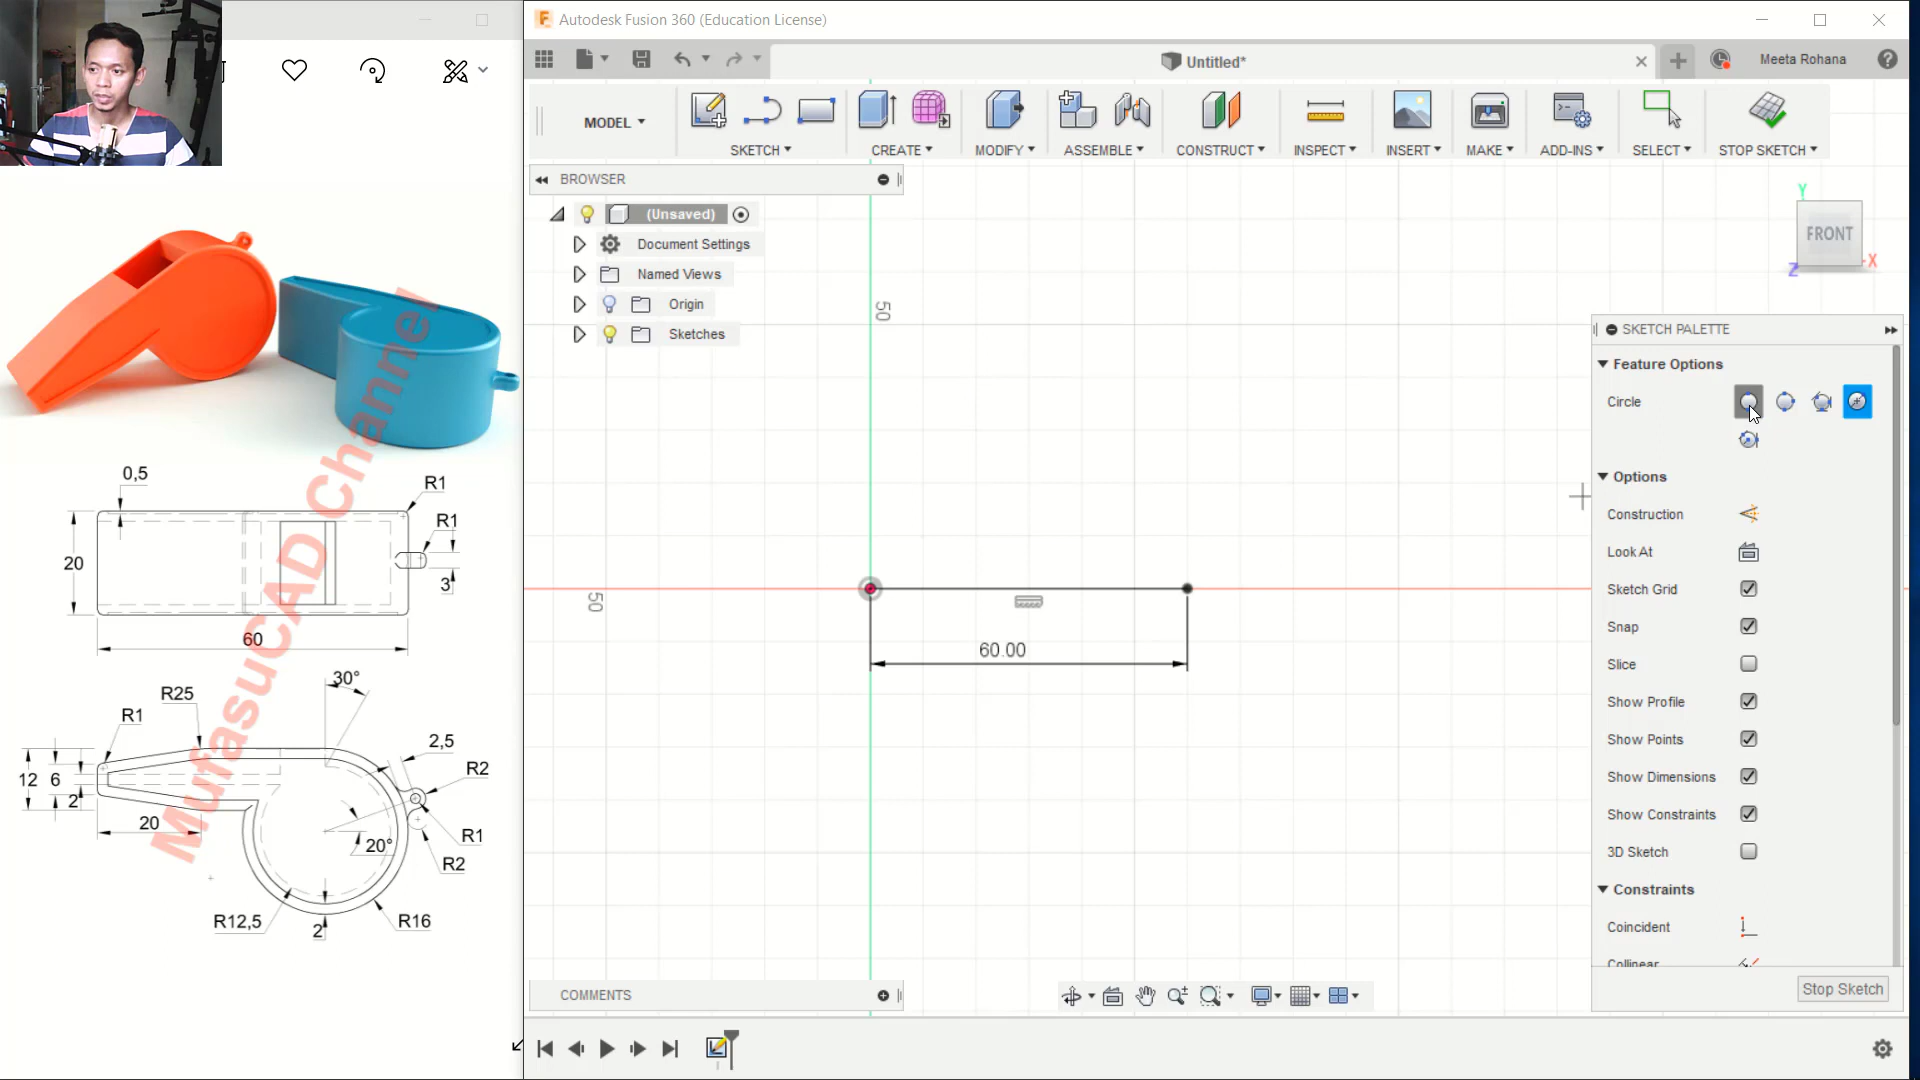 Autodesk Fusion 360 (Education License)
Untitled*
Meeta Rohana
MODEL
SKETCH
CREATE
MODIFY
ASSEMBLE
CONSTRUCT
INSPECT
INSERT
MAKE
ADD-INS
SELECT
STOP SKETCH
BROWSER
(Unsaved)
Document Settings
Named Views
Origin
Sketches
Y
FRONT
Z
X
50
50
60.00
SKETCH PALETTE
Feature Options
Circle
Options
Construction
Look At
Sketch Grid
Snap
Slice
Show Profile
Show Points
Show Dimensions
Show Constraints
3D Sketch
Constraints
Coincident
Collinear
Stop Sketch
COMMENTS
MufasuCAD Channel
0,5
R1
R1
20
3
60
30°
R25
R1
2,5
R2
12
6
2
20
R1
20°
R2
R12,5
2
R16